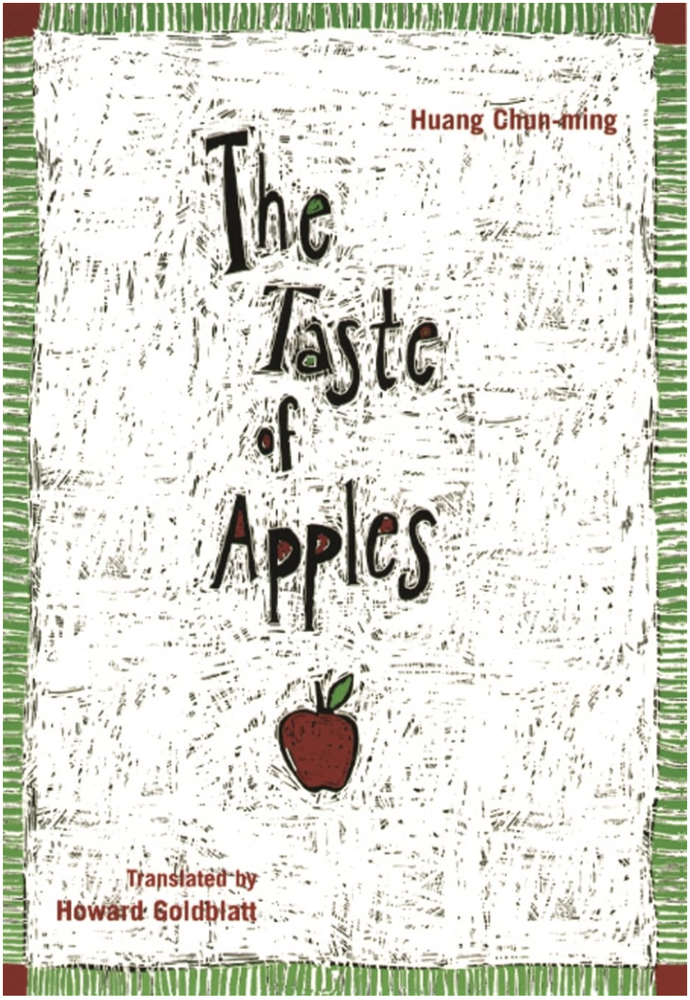 Huang Chun-ming
The
Taste
of
Apples
Translated by
Howard Goldblatt